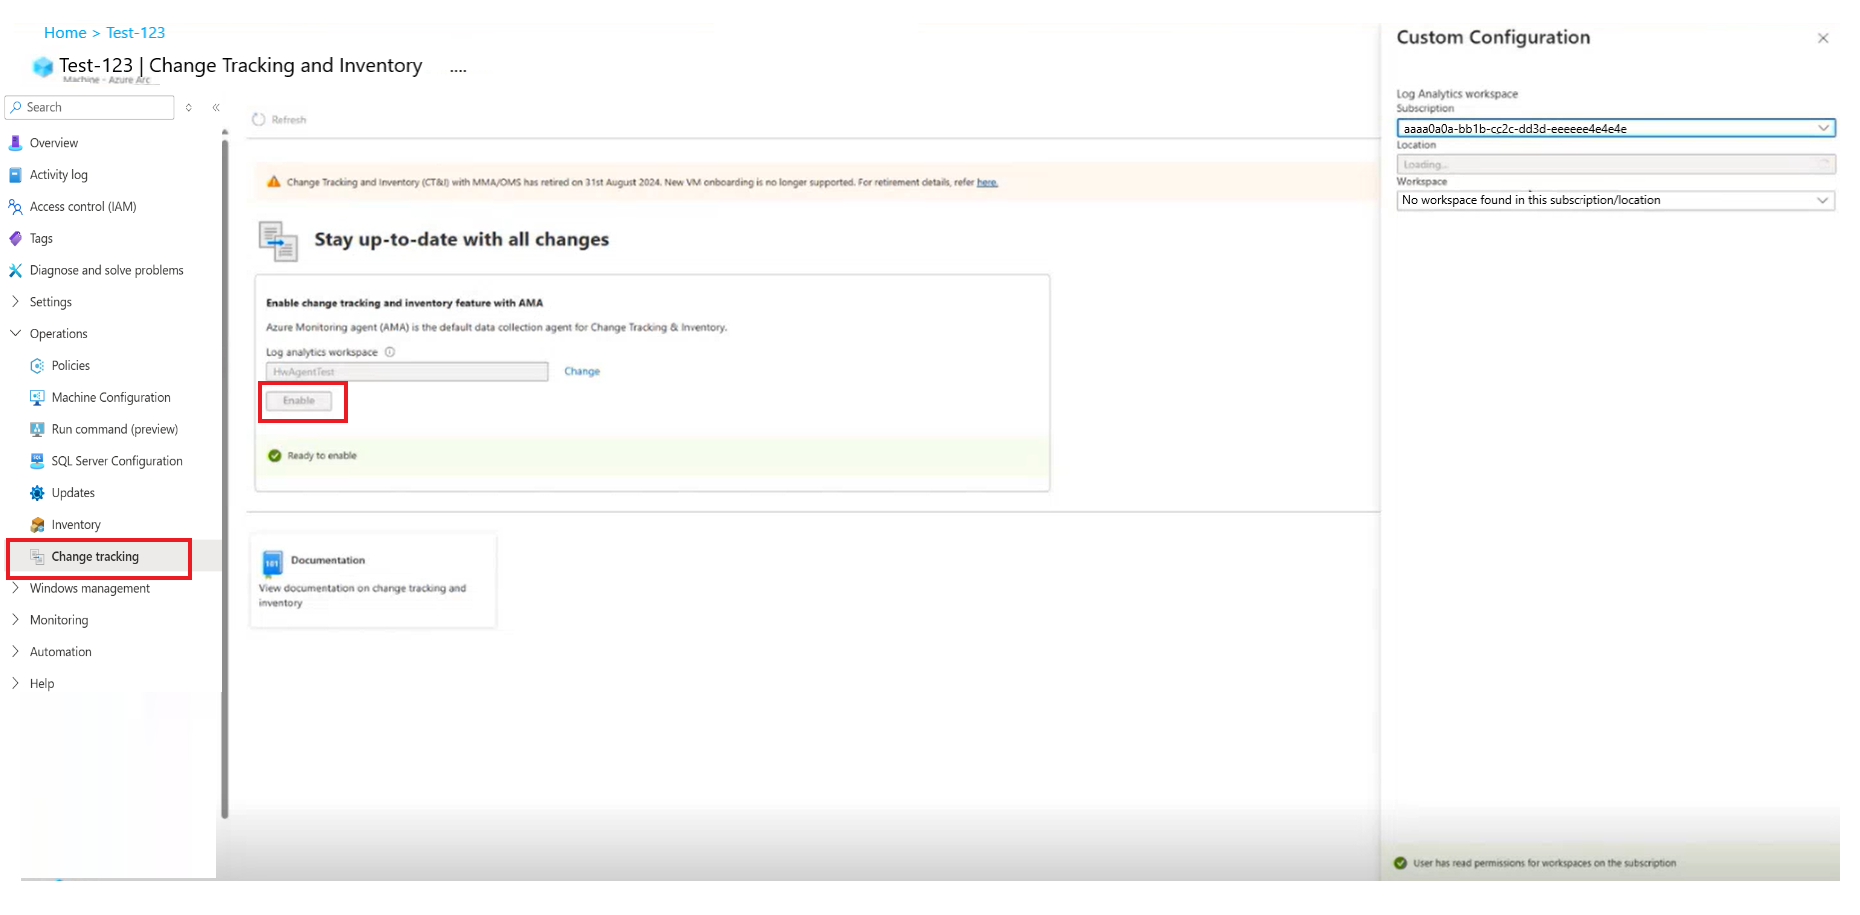 Home > Test-123
Test-123 | Change Tracking and Inventory ....
Machine - Azure Arc
Search
Overview
Activity log
Access control (IAM)
Tags
Diagnose and solve problems
Settings
Operations
Policies
Machine Configuration
Run command (preview)
SQL Server Configuration
Updates
Inventory
Change tracking
Windows management
Monitoring
Automation
Help
Refresh
Change Tracking and Inventory (CT&I) with MMA/OMS has retired on 31st August 2024. New VM onboarding is no longer supported. For retirement details, refer here.
Stay up-to-date with all changes
Enable change tracking and inventory feature with AMA
Azure Monitoring agent (AMA) is the default data collection agent for Change Tracking & Inventory.
Log analytics workspace
HwAgentTest Change
Enable
Ready to enable
101
Documentation
View documentation on change tracking and
inventory
Custom Configuration
Log Analytics workspace
Subscription
aaaa0a0a-bb1b-cc2c-dd3d-eeeeee4e4e4e
Location
Loading...
Workspace
No workspace found in this subscription/location
User has read permissions for workspaces on the subscription